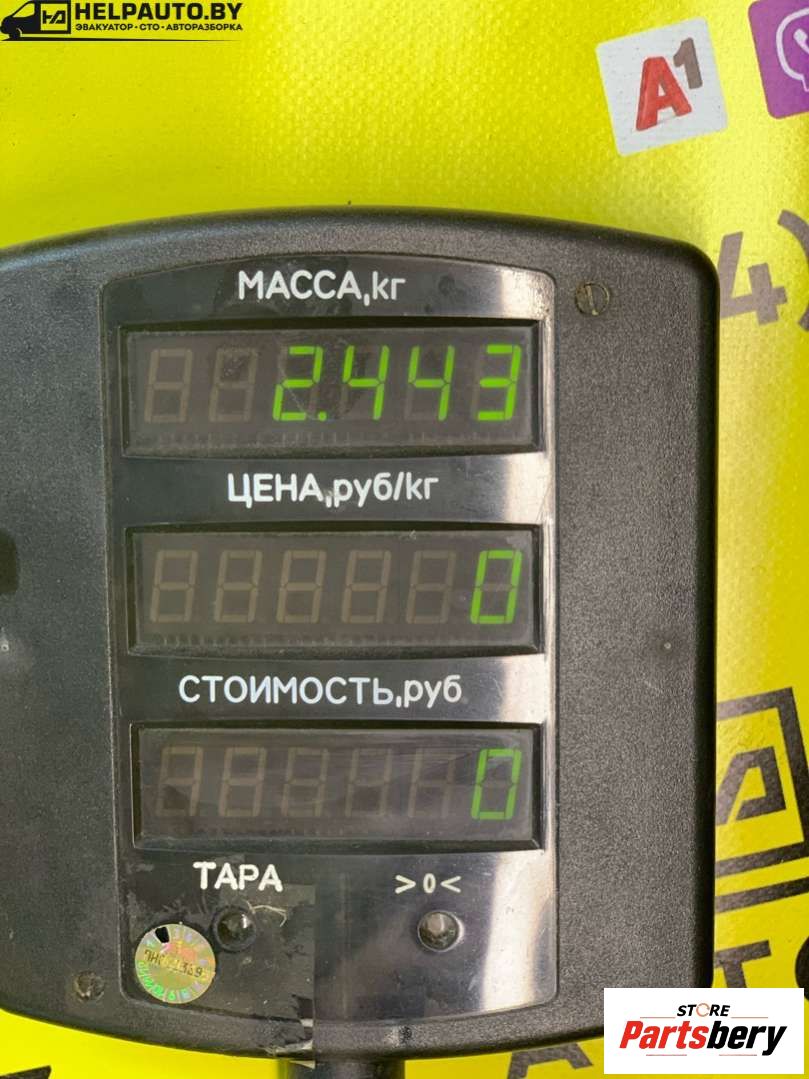 HELPAUTO.BY
ЭВАКУАТОР·СТО·АВТОРАЗБОРКА
A1
4)
МАССА,кг
2.443
ЦЕНА,руб/кг
0
СТОИМОСТЬ,руб
0
ТАРА >0<
STORE
Partsbery